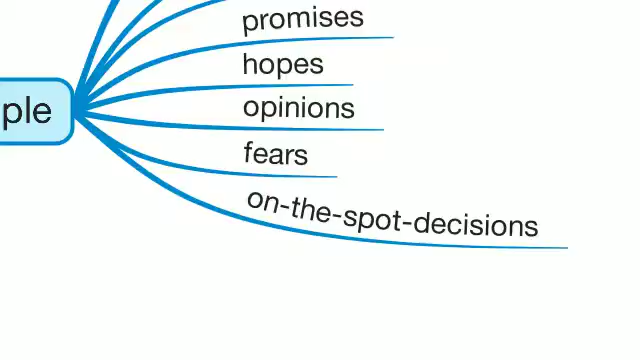 promises
hopes
ple
opinions
fears
on-the-spot-decisions